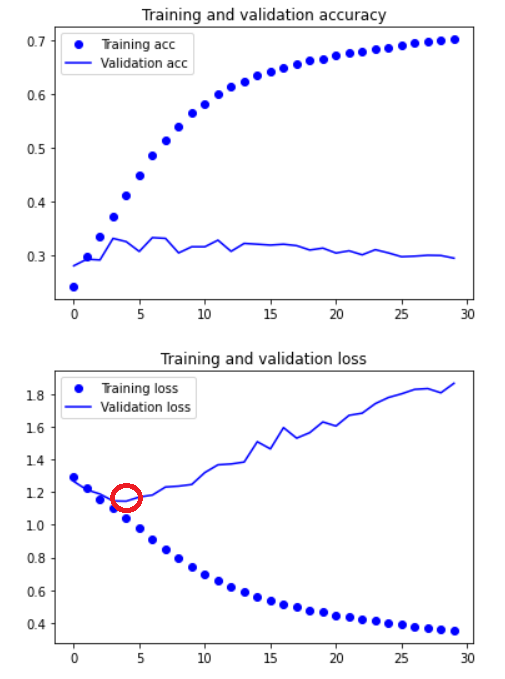 Training and validation accuracy
Training acc
Validation acc
0.7
0.6
0.5
0.4
0.3
0 5 10 15 20 25 30
Training and validation loss
Training loss
Validation loss
1.8
1.6
1.4
1.2
1.0
0.8
0.6
0.4
0 5 10 15 20 25 30